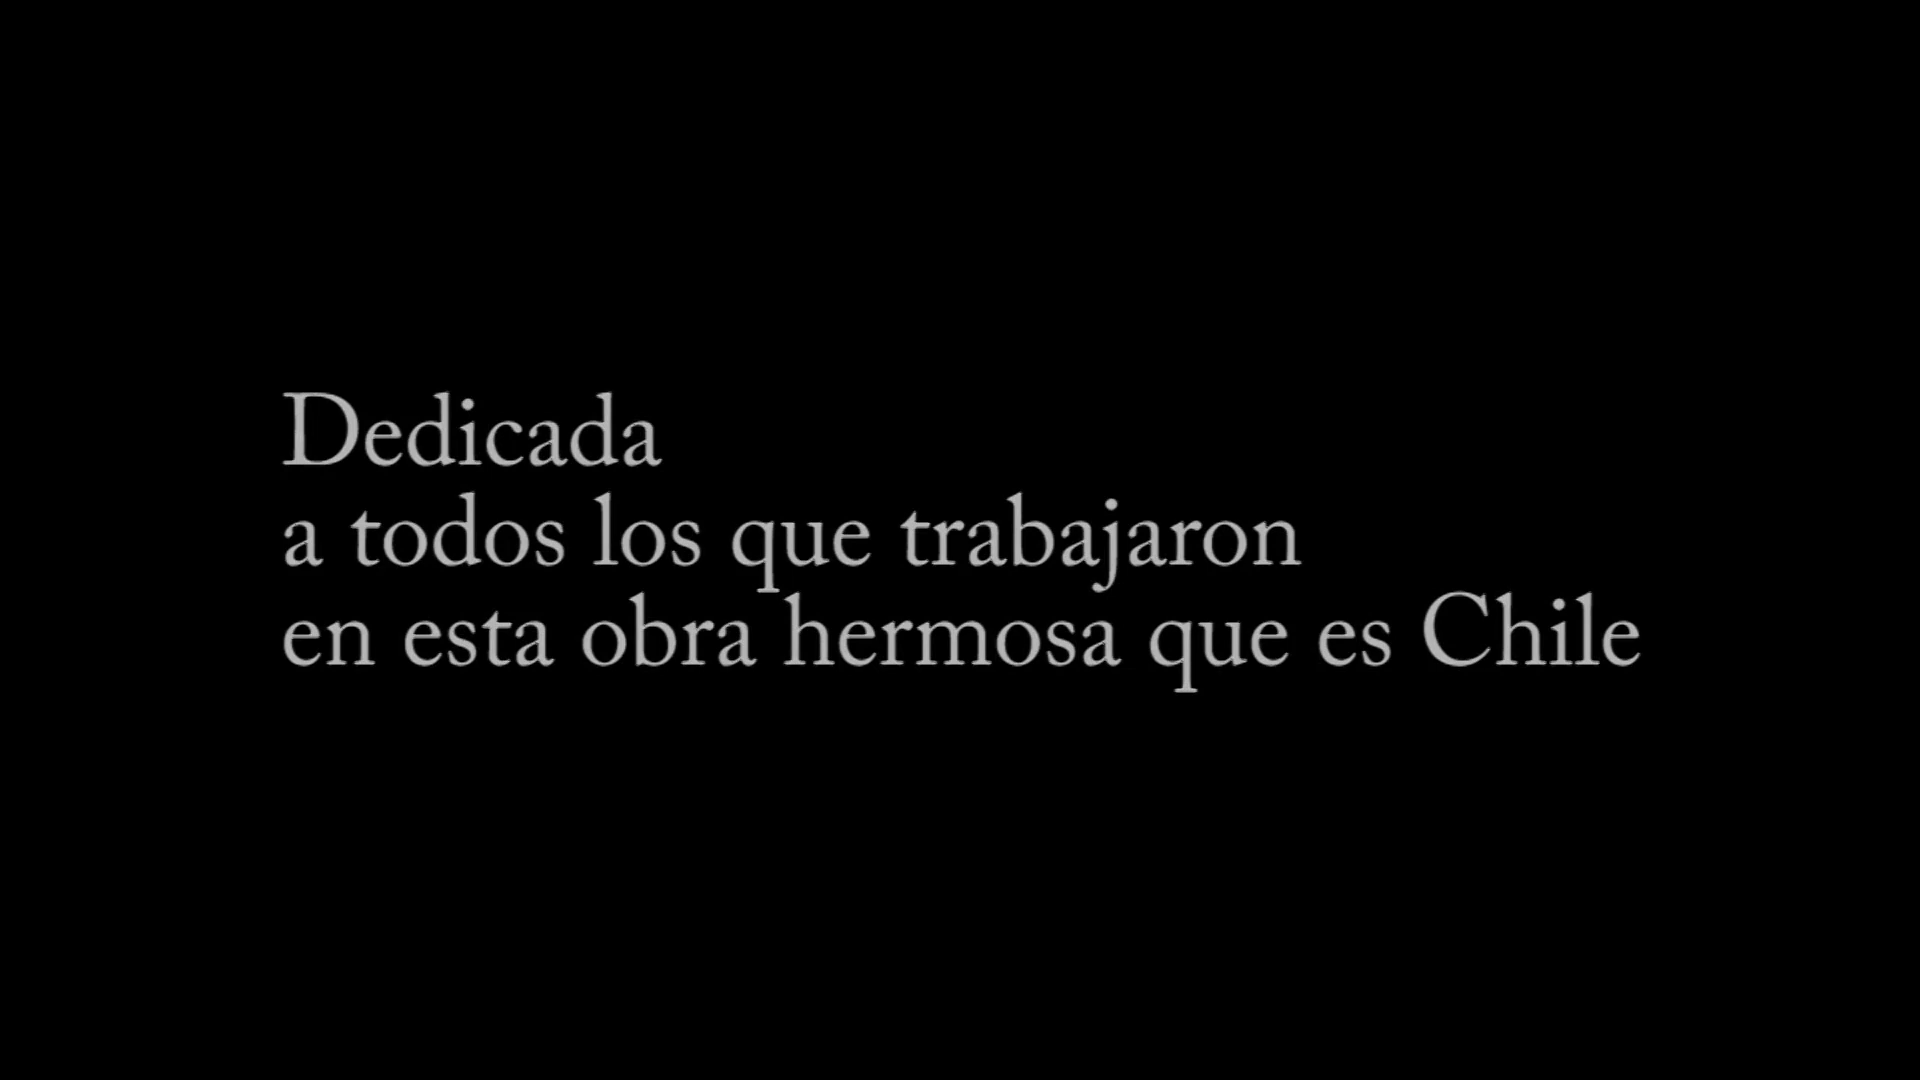 Dedicada
a todos los que trabajaron
en esta obra hermosa que es Chile